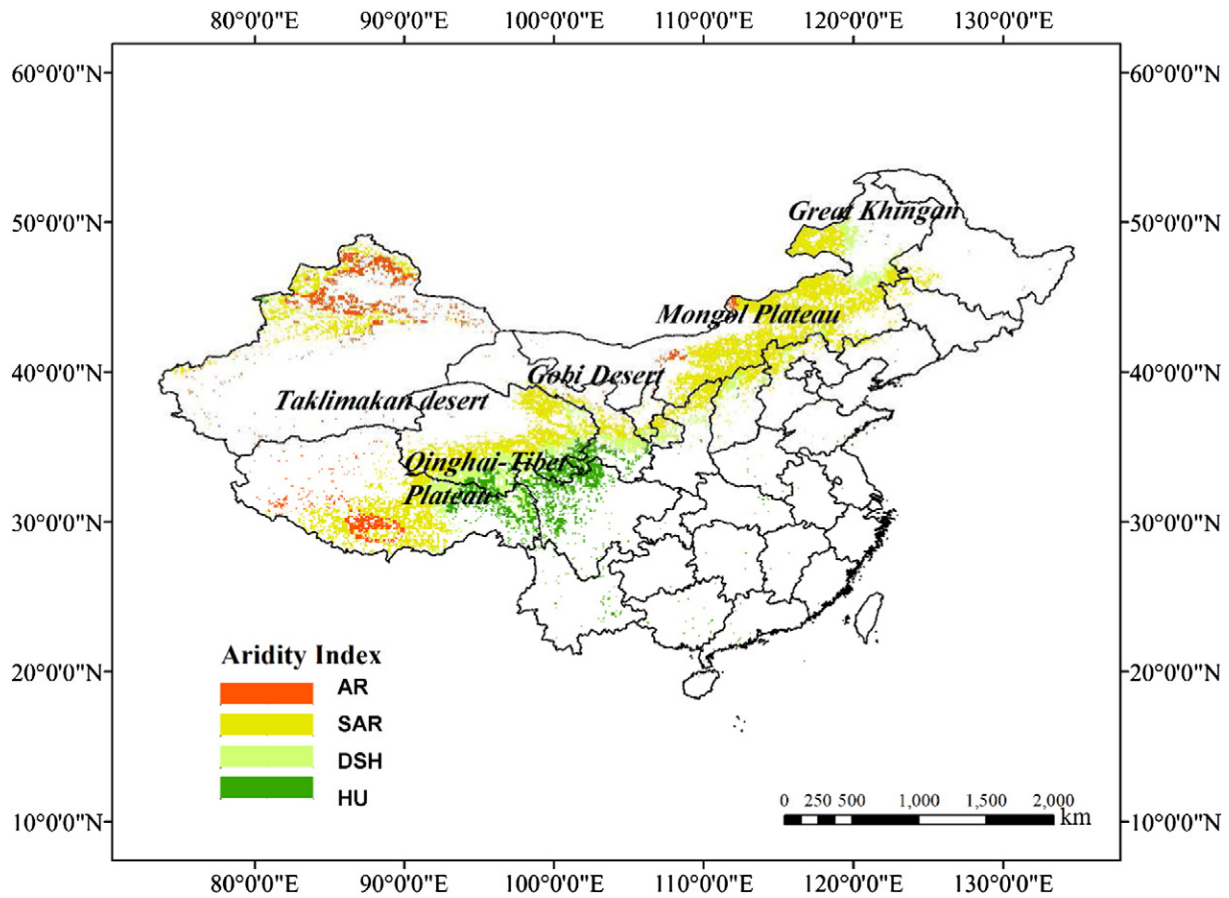 80°0'0"E 90°0'0"E 100°0'0"E 110°0'0"E 120°0'0"E 130°0'0"E
60°0'0"N 60°0'0"N
50°0'0"N 50°0'0"N
Great Khingan
Mongol Plateau
40°0'0"N 40°0'0"N
Gobi Desert
Taklimakan desert
Qinghai-Tibet
Plateau
30°0'0"N 30°0'0"N
20°0'0"N 20°0'0"N
Aridity Index
AR
SAR
DSH
HU
0 250 500 1,000 1,500 2,000
km
10°0'0"N 10°0'0"N
80°0'0"E 90°0'0"E 100°0'0"E 110°0'0"E 120°0'0"E 130°0'0"E